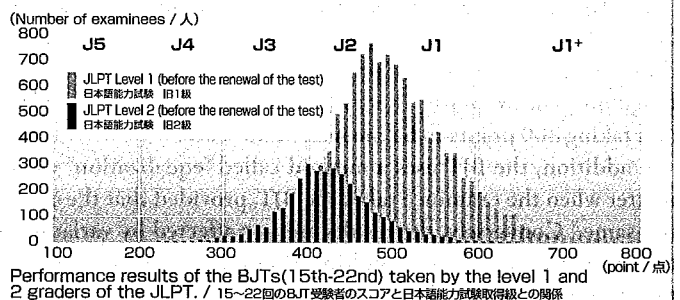 (Number of examinees / 人)
800
700
600
500
400
300
200
100
0
J5 J4 J3 J2 J1 J1+
JLPT Level 1 (before the renewal of the test)
日本語能力試験 旧1級
JLPT Level 2 (before the renewal of the test)
日本語能力試験 旧2級
100 200 300 400 500 600 700 800
(point / 点)
Performance results of the BJTs(15th-22nd) taken by the level 1 and
2 graders of the JLPT. / 15〜22回のBJT受験者のスコアと日本語能力試験取得級との関係